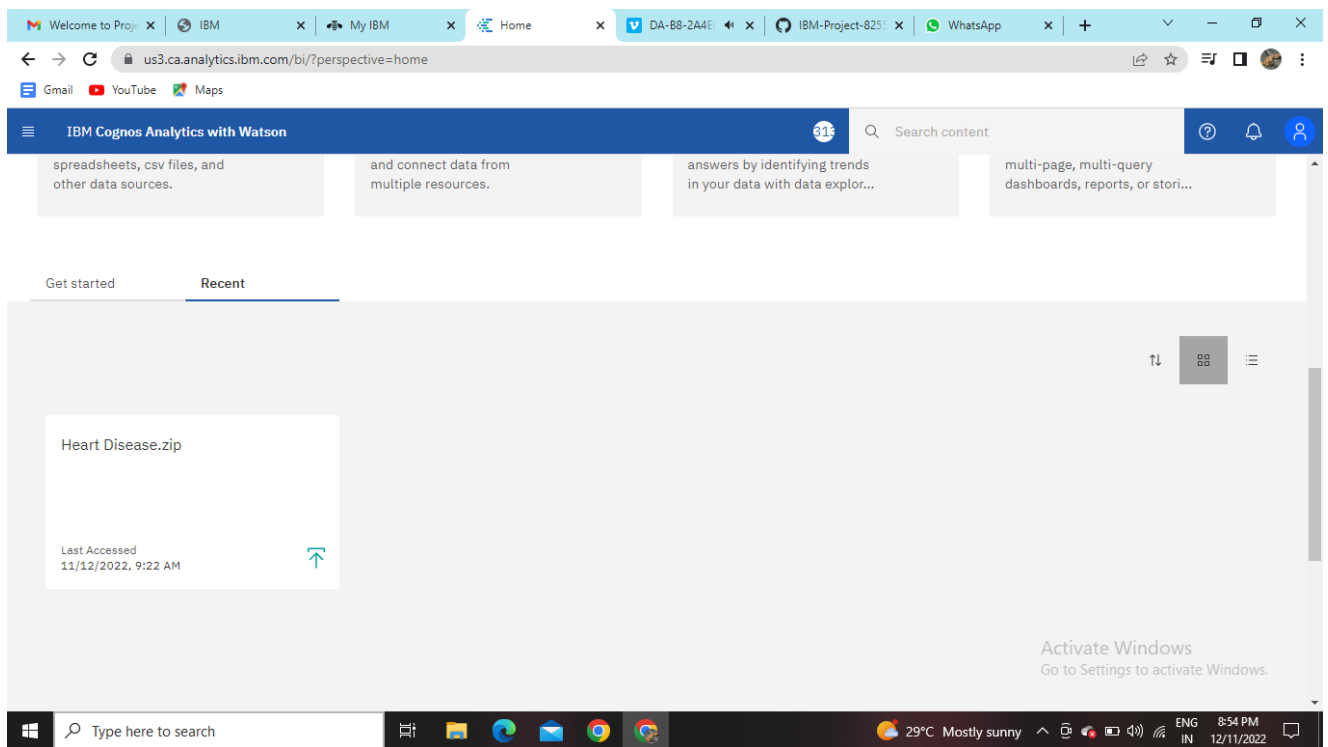 Welcome to Proje
IBM
My IBM
Home
DA-B8-2A4E
IBM-Project-825
WhatsApp
us3.ca.analytics.ibm.com/bi/?perspective=home
Gmail
YouTube
Maps
IBM Cognos Analytics with Watson
313
Search content
spreadsheets, csv files, and
other data sources.
and connect data from
multiple resources.
answers by identifying trends
in your data with data explor...
multi-page, multi-query
dashboards, reports, or stori...
Get started
Recent
Heart Disease.zip
Last Accessed
11/12/2022, 9:22 AM
Activate Windows
Go to Settings to activate Windows.
Type here to search
29°C Mostly sunny
ENG
IN
8:54 PM
12/11/2022